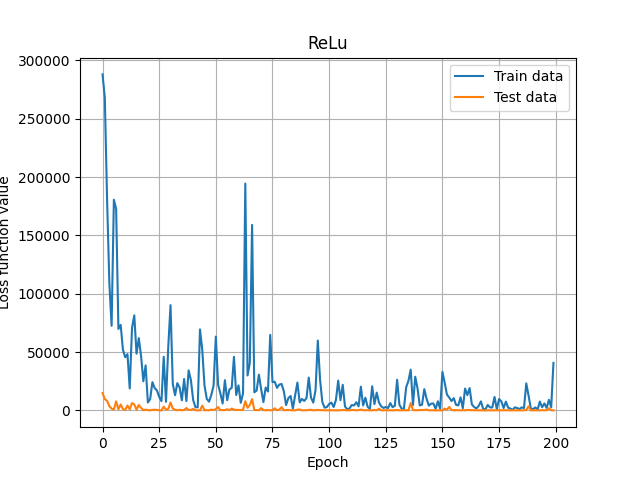 ReLu
300000
250000
200000
150000
100000
50000
0
Loss function value
Train data
Test data
0 25 50 75 100 125 150 175 200
Epoch